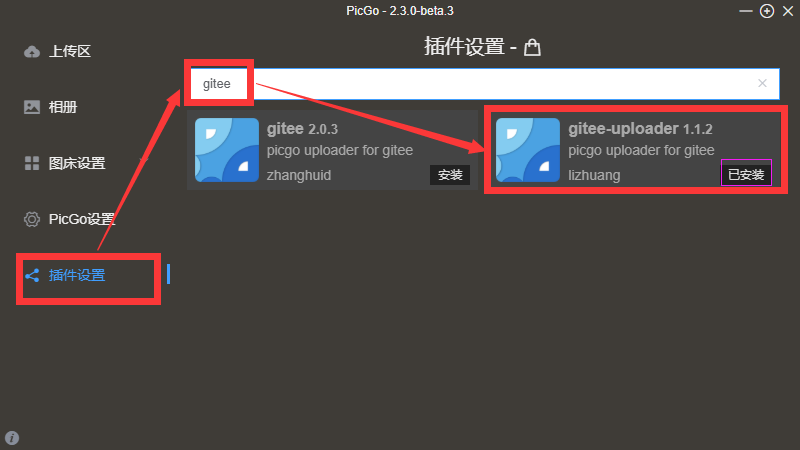 PicGo - 2.3.0-beta.3
上传区
相册
图床设置
PicGo设置
插件设置
插件设置 -
gitee
gitee 2.0.3
picgo uploader for gitee
zhanghuid
安装
gitee-uploader 1.1.2
picgo uploader for gitee
lizhuang
已安装